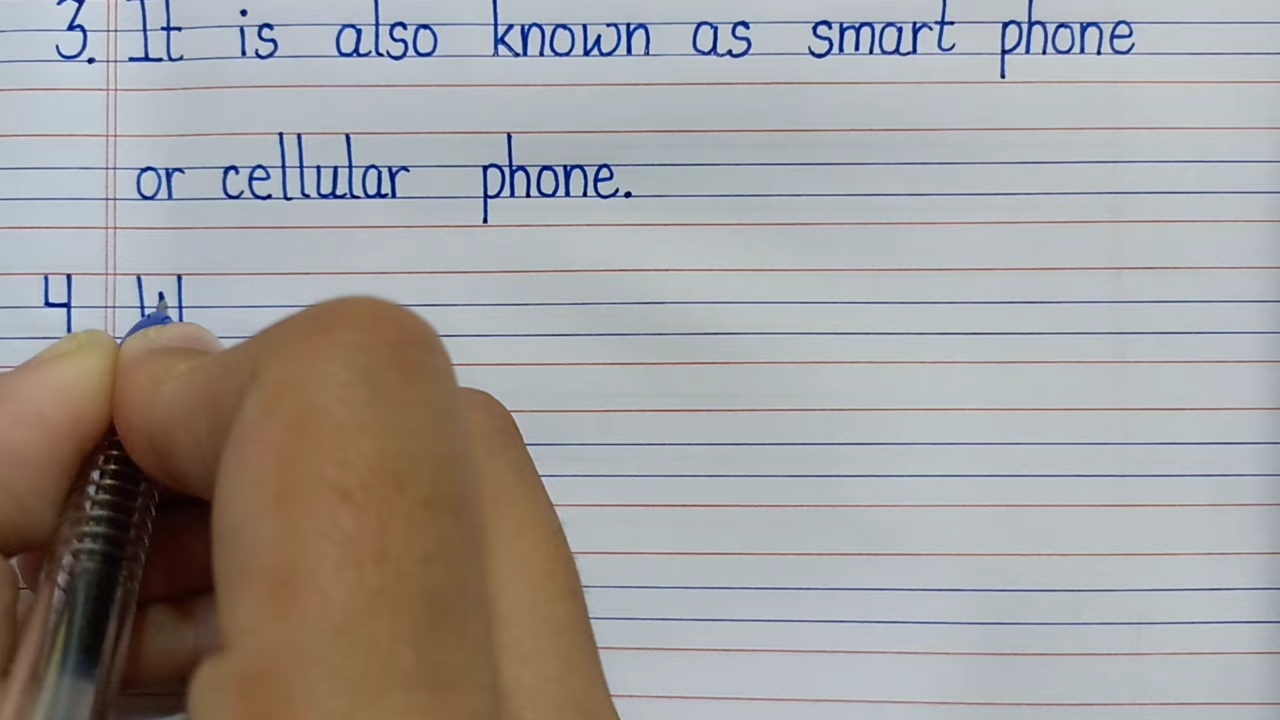 3. It is also known as smart phone
or cellular phone.
4 W